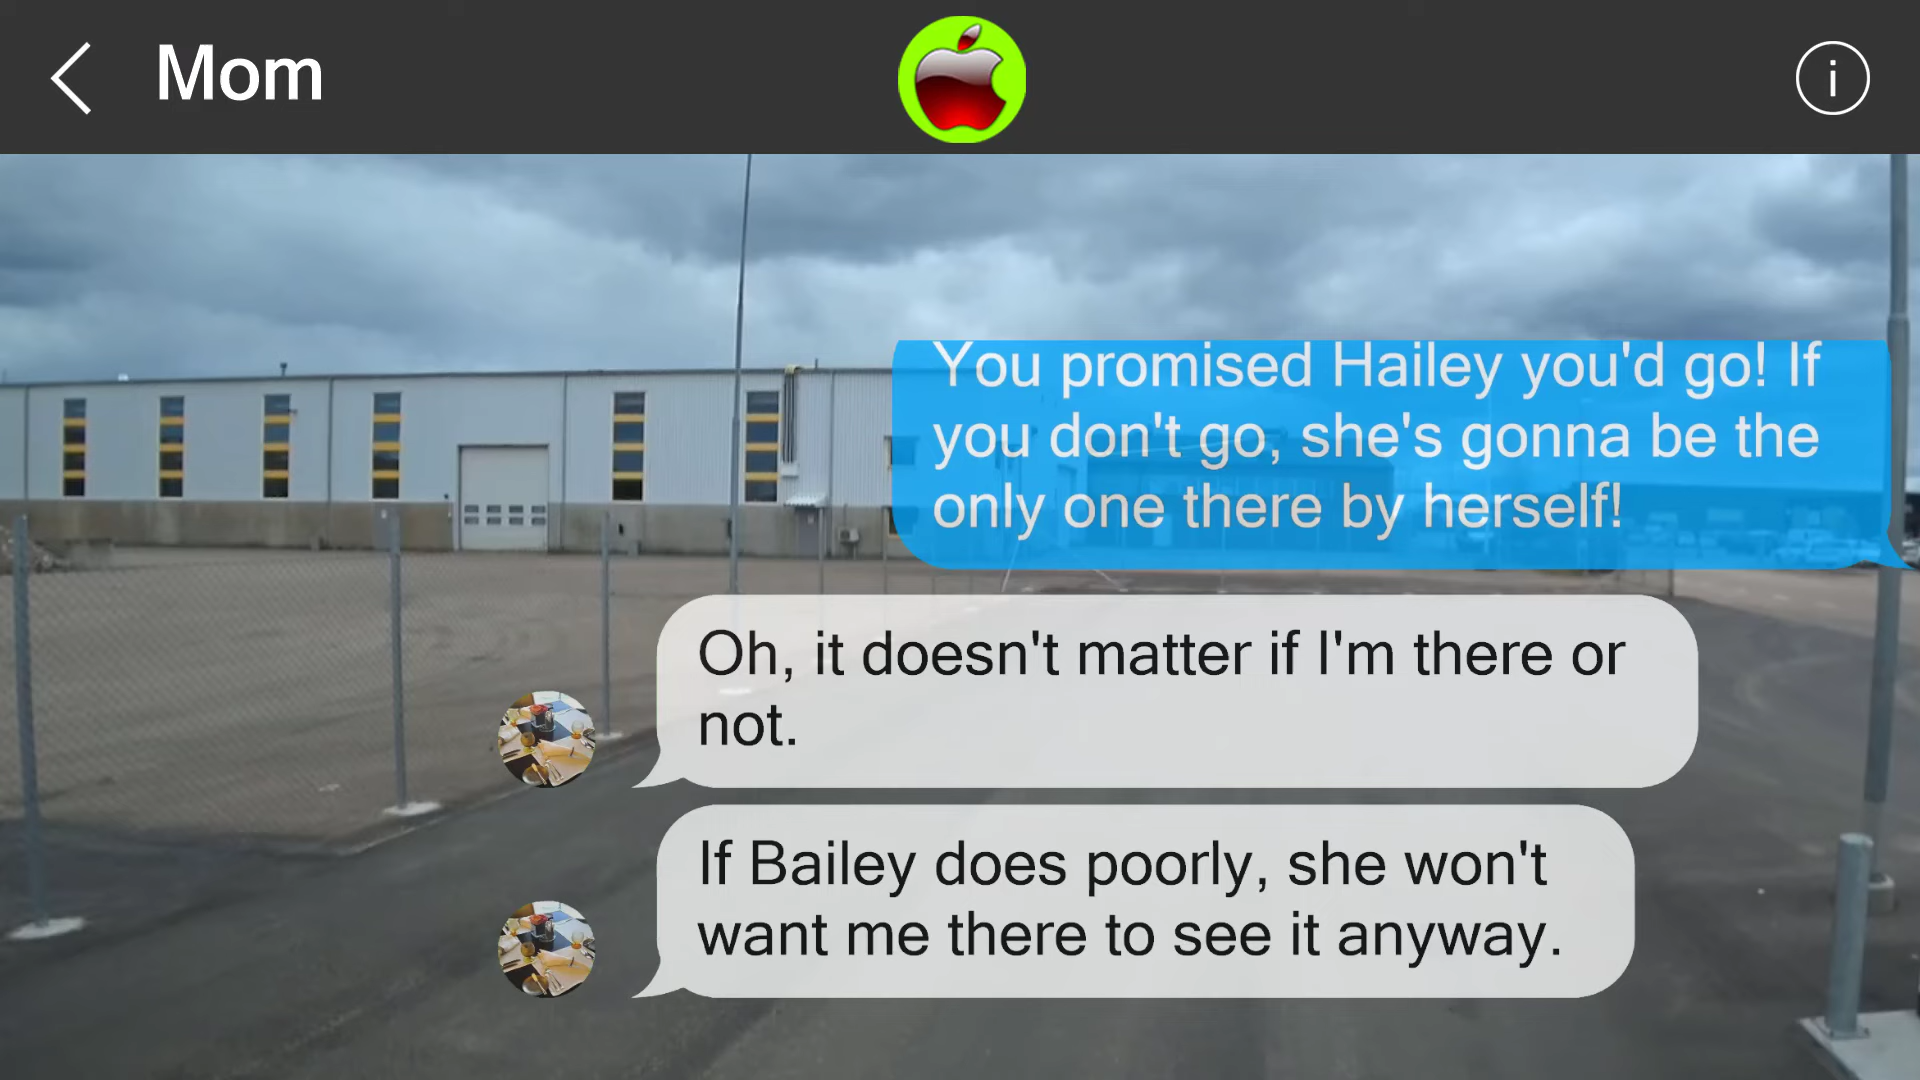 Mom
i
You promised Hailey you'd go! If
you don't go, she's gonna be the
only one there by herself!
Oh, it doesn't matter if I'm there or
not.
If Bailey does poorly, she won't
want me there to see it anyway.